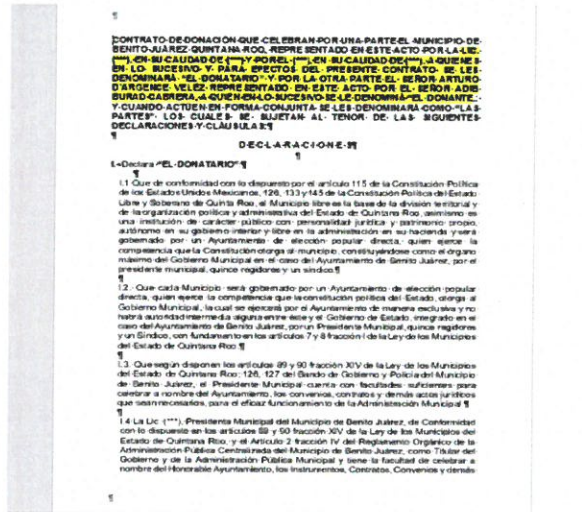 CONTRATO DE DONACIÓN QUE CELEBRAN POR UNA PARTE EL MUNICIPIO DE
BENITO JUÁREZ QUINTANA ROO, REPRESENTADO EN ESTE ACTO POR LA LIC.
(***), EN SU CALIDAD DE (***) Y POR EL (***), EN SU CALIDAD DE (***), A QUIENES
EN LO SUCESIVO Y PARA EFECTOS DEL PRESENTE CONTRATO SE LES
DENOMINARÁ "EL DONATARIO" Y POR LA OTRA PARTE EL SEÑOR ARTURO
D'ARGENCE VELEZ REPRESENTADO EN ESTE ACTO POR EL SEÑOR ADIB
BURAD CABRERA, A QUIEN EN LO SUCESIVO SE LE DENOMINA "EL DONANTE",
Y CUANDO ACTÚEN EN FORMA CONJUNTA SE LES DENOMINARÁ COMO "LAS
PARTES" LOS CUALES SE SUJETAN AL TENOR DE LAS SIGUIENTES
DECLARACIONES Y CLÁUSULAS:¶
D E C L A R A C I O N E S¶
I. Declara "EL DONATARIO"¶
I.1 Que de conformidad con lo dispuesto por el artículo 115 de la Constitución Política
de los Estados Unidos Mexicanos, 126, 133 y 145 de la Constitución Política del Estado
Libre y Soberano de Quinta Roo, el Municipio libre es la base de la división territorial y
de la organización política y administrativa del Estado de Quintana Roo, asimismo es
una institución de carácter público con personalidad jurídica y patrimonio propio,
autónomo en su gobierno interior y libre en la administración en su hacienda y será
gobernado por un Ayuntamiento de elección popular directa, quien ejerce la
competencia que la Constitución otorga al municipio, constituyéndose como el órgano
máximo del Gobierno Municipal en el caso del Ayuntamiento de Benito Juárez, por el
presidente municipal, quince regidores y un síndico.¶
I.2. Que cada Municipio será gobernado por un Ayuntamiento de elección popular
directa, quien ejerce la competencia que la constitución política del Estado, otorga al
Gobierno Municipal, la cual se ejercerá por el Ayuntamiento de manera exclusiva y no
habrá autoridad intermedia alguna entre éste y el Gobierno de Estado, integrado en el
caso del Ayuntamiento de Benito Juárez, por un Presidente Municipal, quince regidores
y un Síndico, con fundamento en los artículos 7 y 8 fracción I de la Ley de los Municipios
del Estado de Quintana Roo.¶
I.3. Que según disponen los artículos 89 y 90 fracción XIV de la Ley de los Municipios
del Estado de Quintana Roo; 126, 127 del Bando de Gobierno y Policía del Municipio
de Benito Juárez, el Presidente Municipal cuenta con facultades suficientes para
celebrar a nombre del Ayuntamiento, los convenios, contratos y demás actos jurídicos
que sean necesarios, para el eficaz funcionamiento de la Administración Municipal.¶
I.4 La Lic. (***), Presidenta Municipal del Municipio de Benito Juárez, de Conformidad
con lo dispuesto en los artículos 89 y 90 fracción XIV de la Ley de los Municipios del
Estado de Quintana Roo, y el Artículo 2 fracción IV del Reglamento Orgánico de la
Administración Pública Centralizada del Municipio de Benito Juárez, como Titular del
Gobierno y de la Administración Pública Municipal y tiene la facultad de celebrar a
nombre del Honorable Ayuntamiento, los Instrumentos, Contratos, Convenios y demás